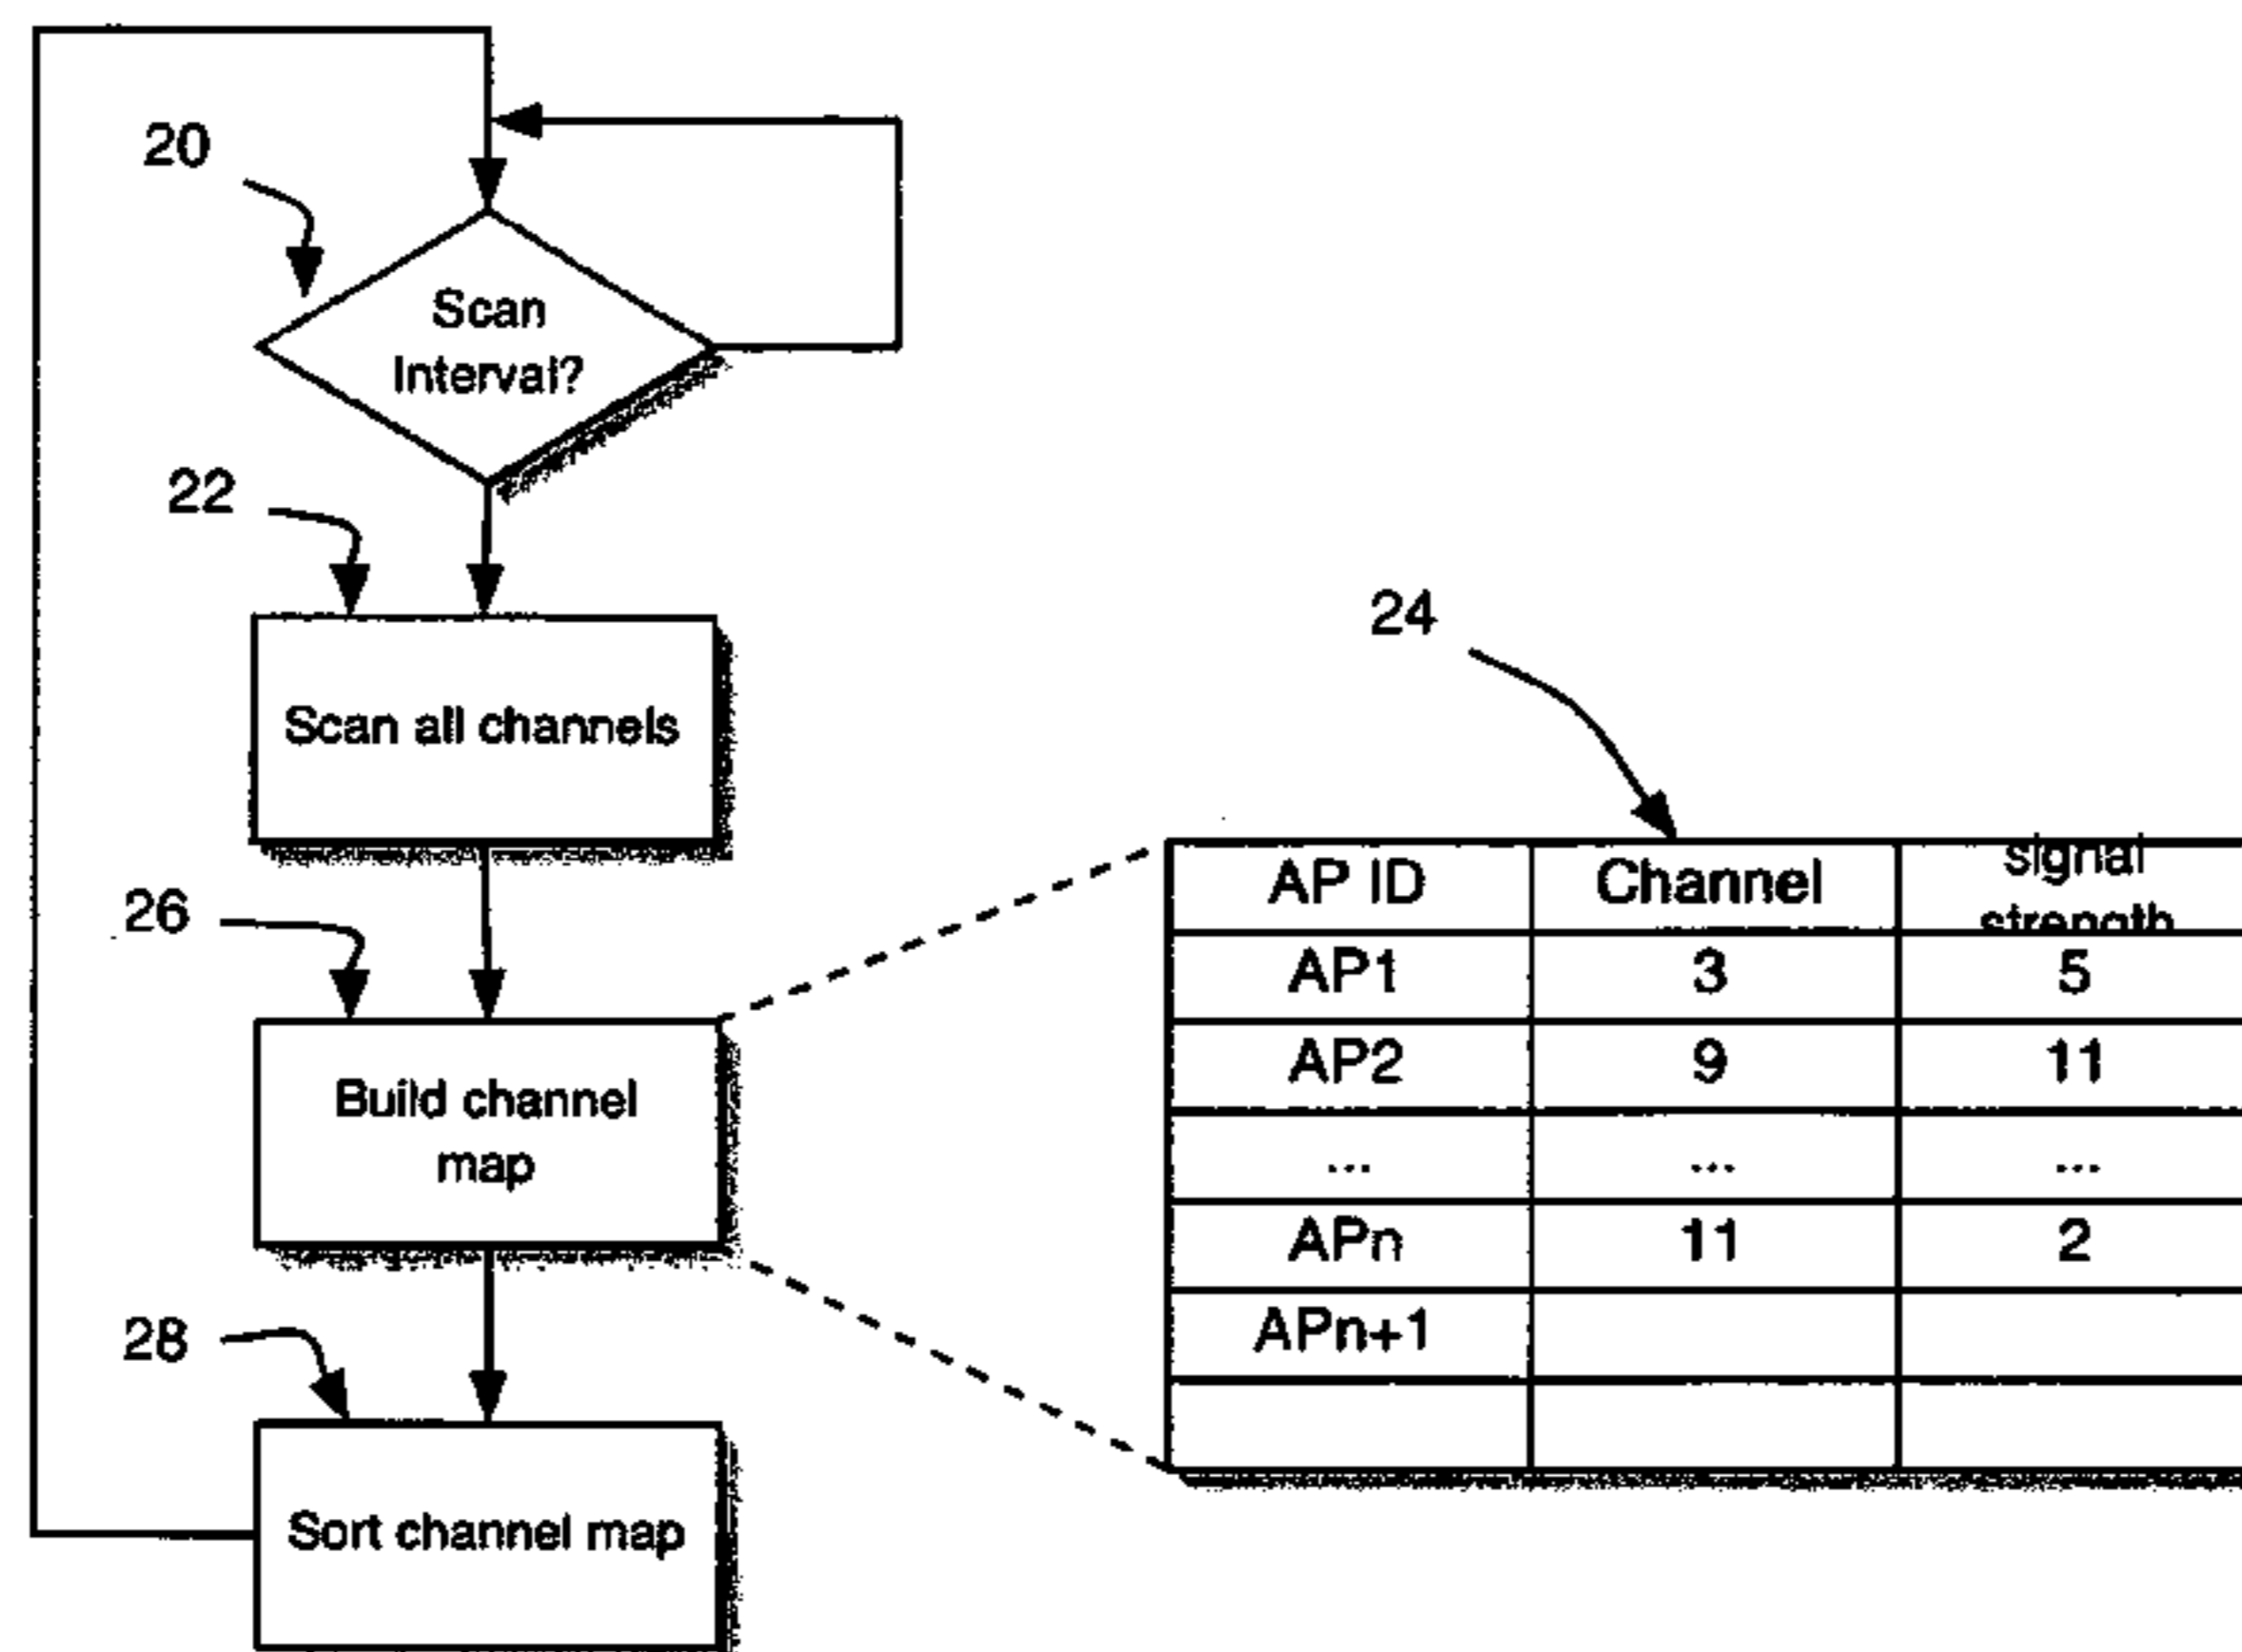 20
Scan
Interval?
22
Scan all channels
24
26
Build channel
map
28
Sort channel map
AP ID Channel signal
strength
AP1 3 5
AP2 9 11
... ... ...
APn 11 2
APn+1